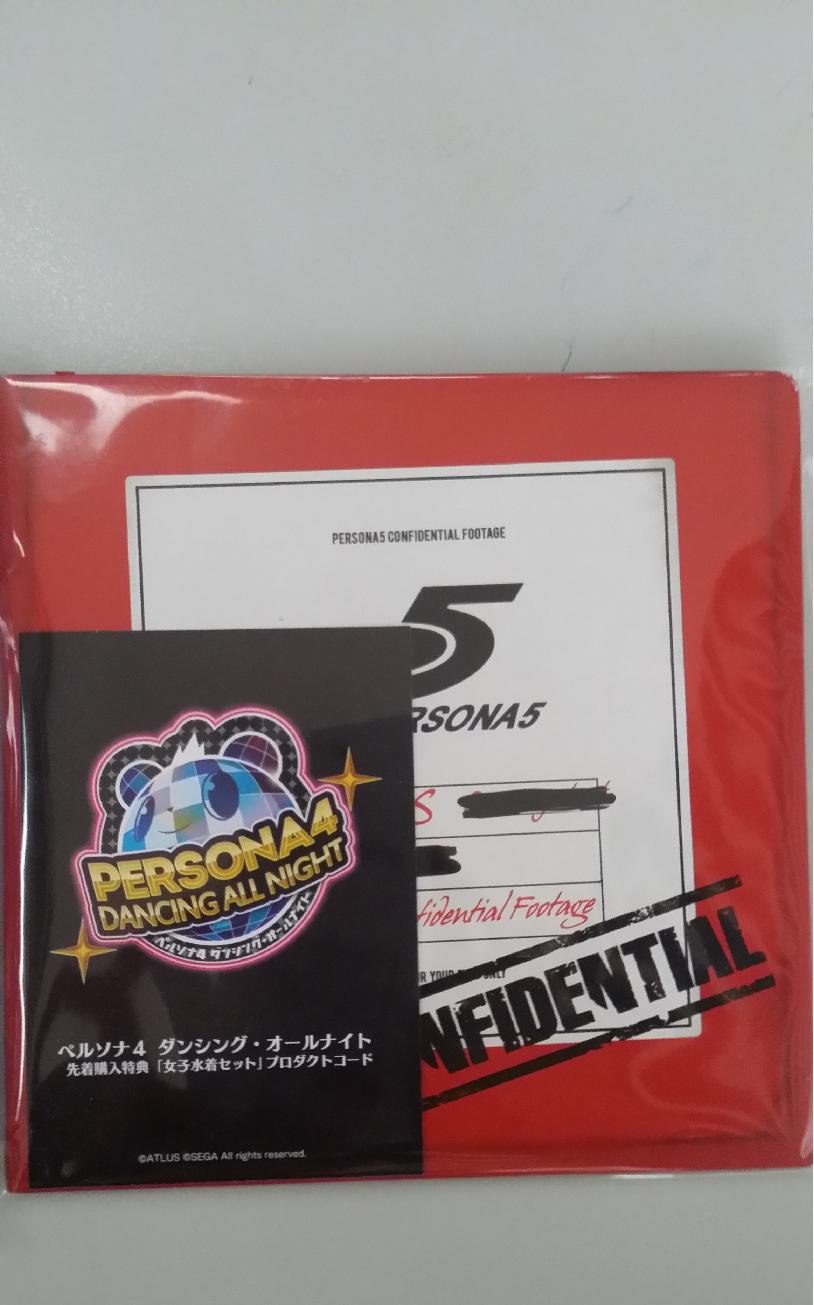 PERSONA5 CONFIDENTIAL FOOTAGE
5
RSONA5
S
fidential Footage
R YOUR ONLY
NFIDENTIAL
PERSONA4
DANCING ALL NIGHT
ペルソナ4 ダンシング・オールナイト
ペルソナ4 ダンシング・オールナイト
先着購入特典「女子水着セット」プロダクトコード
©ATLUS ©SEGA All rights reserved.